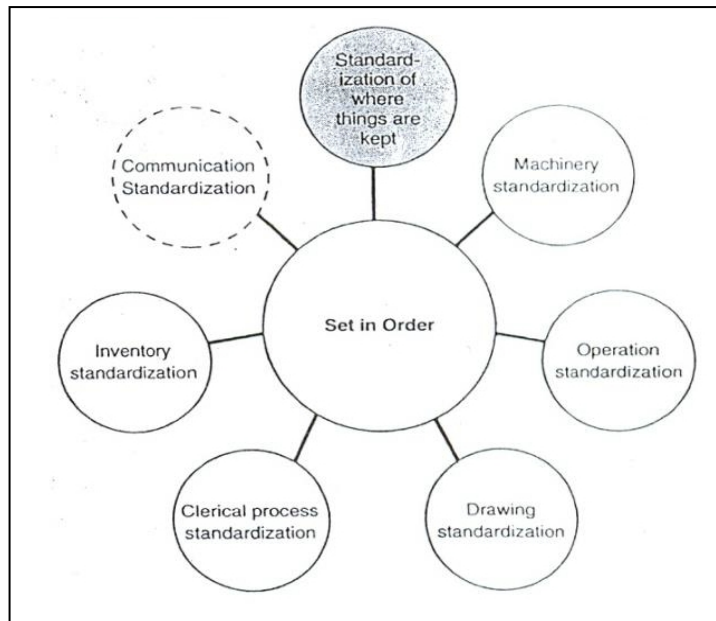 Standard-
ization of
where
things are
kept
Communication
Standardization
Machinery
standardization
Set in Order
Inventory
standardization
Operation
standardization
Clerical process
standardization
Drawing
standardization